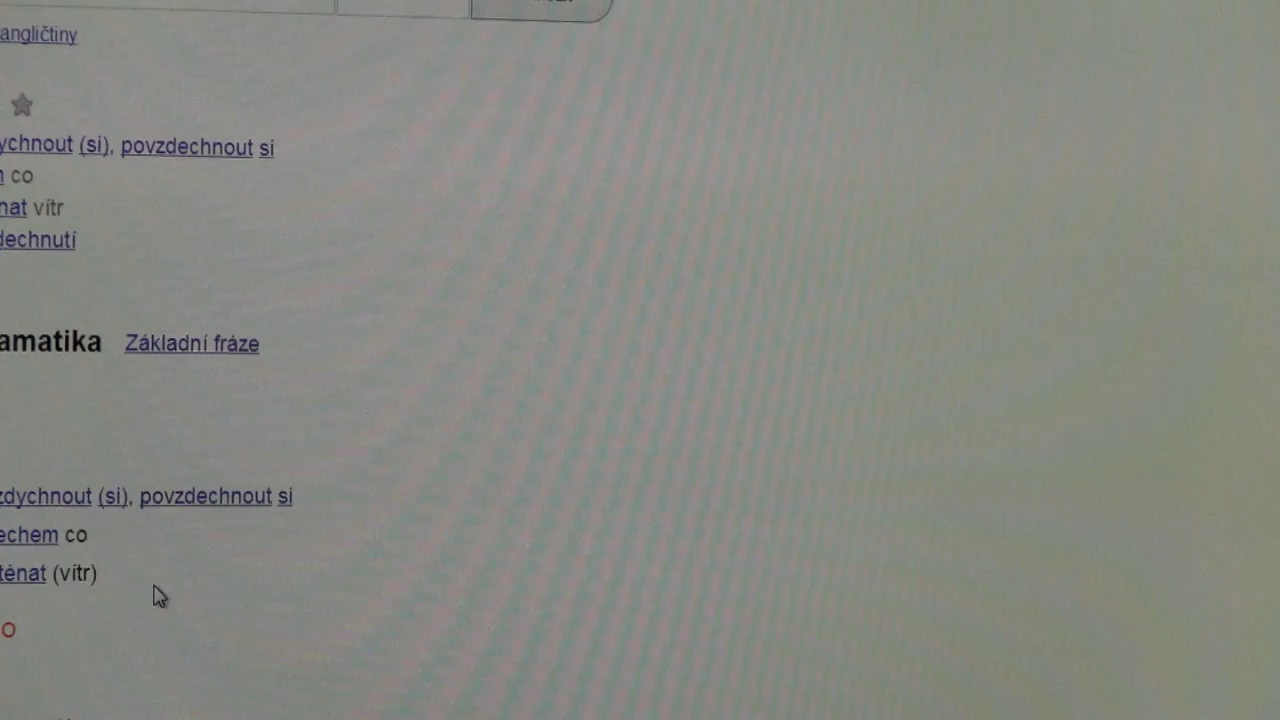 angličtiny
ychnout (si), povzdechnout si
co
nat vítr
dechnutí
amatika Základní fráze
zdychnout (si), povzdechnout si
echem co
ténat (vítr)
o